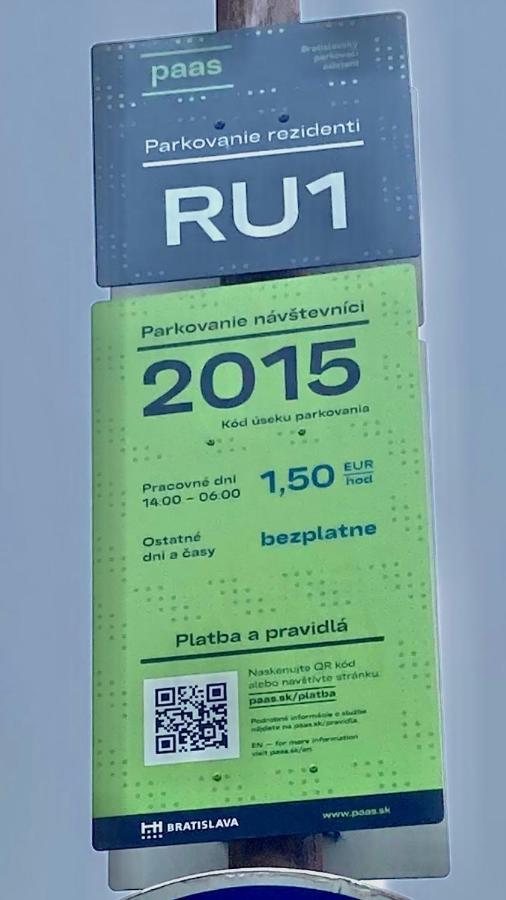 paas
Bratislavský
parkovací
asistent
Parkovanie rezidenti
RU1
Parkovanie návštevníci
2015
Kód úseku parkovania
Pracovné dni
14:00 – 06:00
1,50 EUR
hod
Ostatné
dni a časy
bezplatne
Platba a pravidlá
Naskenujte QR kód
alebo navštívte stránku.
paas.sk/platba
Podrobné informácie o službe
nájdete na paas.sk/pravidla.
EN — for more information
visit paas.sk/en
BRATISLAVA
www.paas.sk